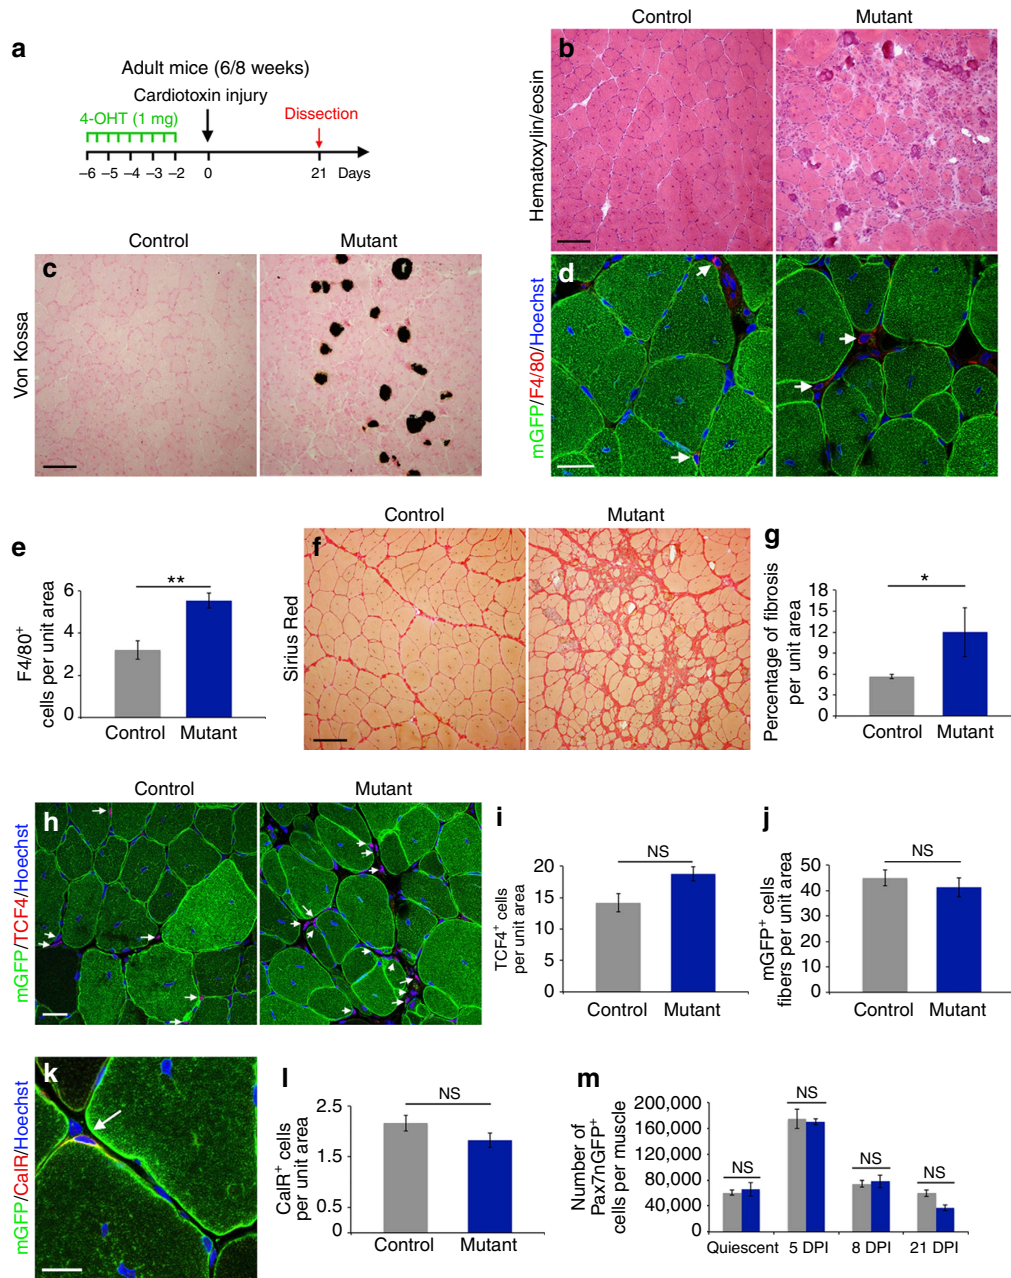 a
Adult mice (6/8 weeks)
Cardiotoxin injury
4-OHT (1 mg)
Dissection
–6 –5 –4 –3 –2 0 21 Days
Control Mutant
b
Hematoxylin/eosin
Control Mutant
c
Von Kossa
d
mGFP/F4/80/Hoechst
e
F4/80+
cells per unit area
6
4
2
0
**
Control Mutant
Control Mutant
f
Sirius Red
g
Percentage of fibrosis
per unit area
18
15
12
9
6
3
0
*
Control Mutant
Control Mutant
h
mGFP/TCF4/Hoechst
i
TCF4+ cells
per unit area
20
15
10
5
0
NS
Control Mutant
j
mGFP+ cells
fibers per unit area
50
40
30
20
10
0
NS
Control Mutant
k
mGFP/CalR/Hoechst
l
CalR+ cells
per unit area
2.5
1.5
0.5
0
NS
Control Mutant
m
Number of
Pax7nGFP+
cells per muscle
200,000
160,000
120,000
80,000
40,000
0
NS
NS
NS
NS
Quiescent 5 DPI 8 DPI 21 DPI